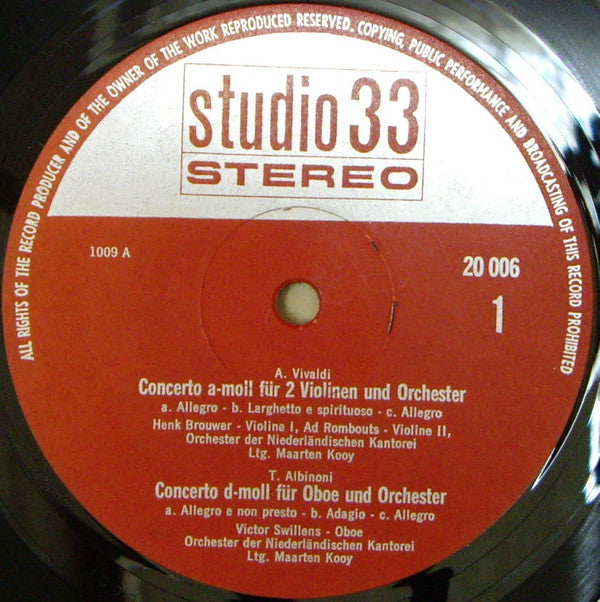 ALL RIGHTS OF THE RECORD PRODUCER AND OF THE OWNER OF THE WORK REPRODUCED RESERVED. COPYING, PUBLIC PERFORMANCE AND BROADCASTING OF THIS RECORD PROHIBITED
studio 33
STEREO
1009 A
20 006
1
A. Vivaldi
Concerto a-moll für 2 Violinen und Orchester
a. Allegro - b. Larghetto e spirituoso - c. Allegro
Henk Brouwer - Violine I, Ad Rombouts - Violine II,
Orchester der Niederländischen Kantorei
Ltg. Maarten Kooy
T. Albinoni
Concerto d-moll für Oboe und Orchester
a. Allegro e non presto - b. Adagio - c. Allegro
Victor Swillens - Oboe
Orchester der Niederländischen Kantorei
Ltg. Maarten Kooy